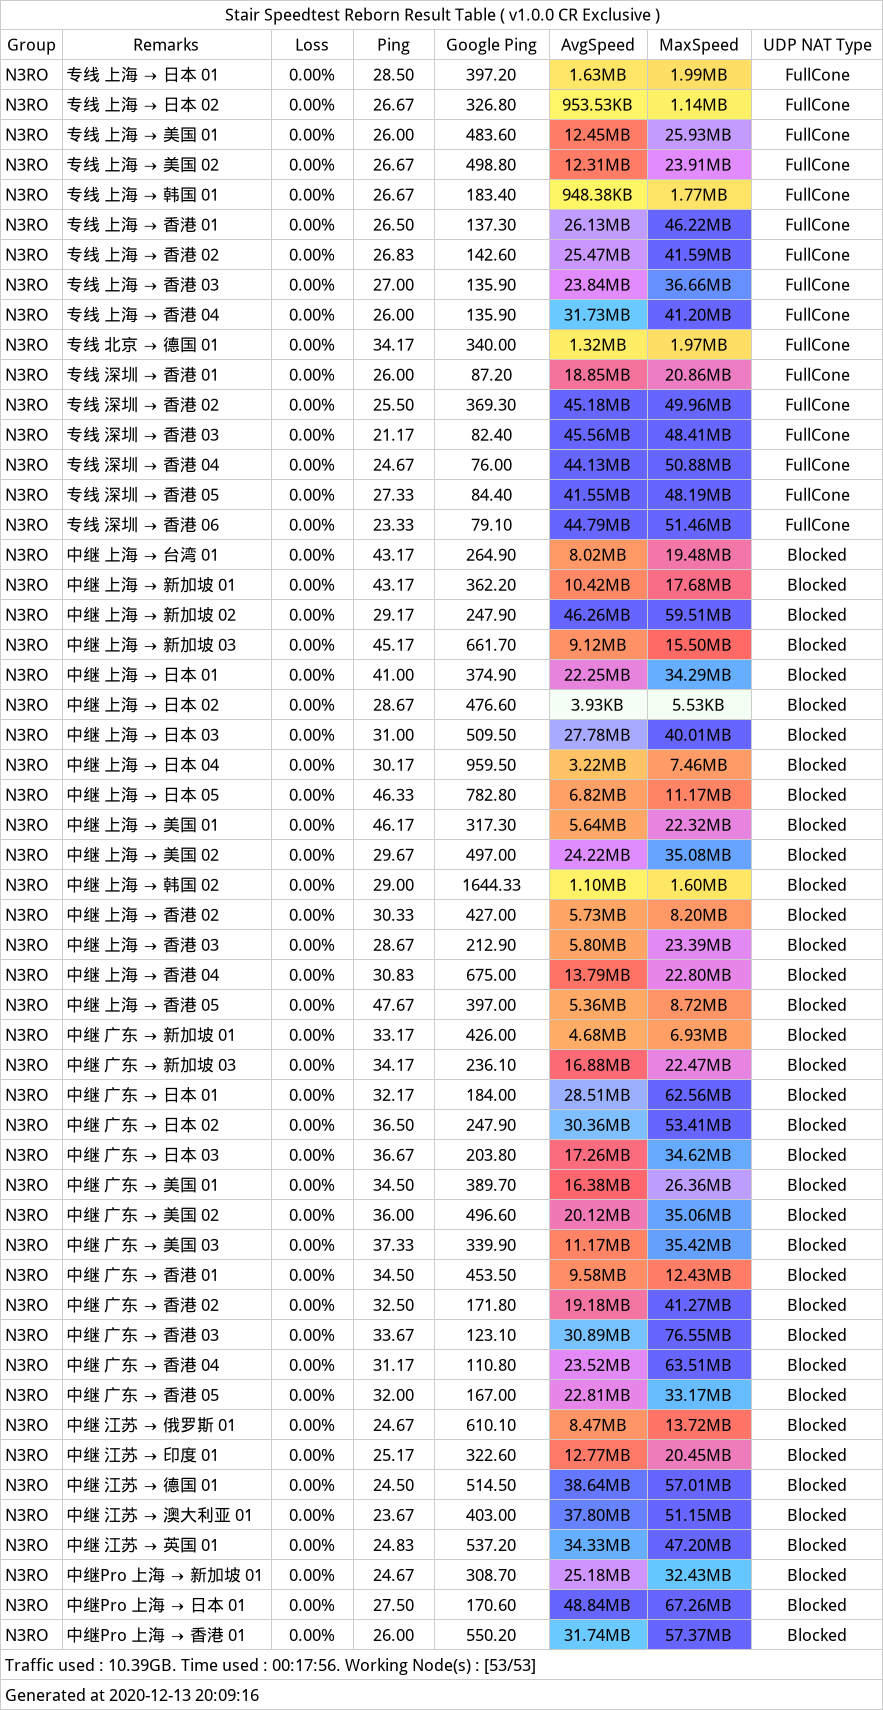 Stair Speedtest Reborn Result Table ( v1.0.0 CR Exclusive )
Group Remarks Loss Ping Google Ping AvgSpeed MaxSpeed UDP NAT Type
N3RO 专线 上海 → 日本 01 0.00% 28.50 397.20 1.63MB 1.99MB FullCone
N3RO 专线 上海 → 日本 02 0.00% 26.67 326.80 953.53KB 1.14MB FullCone
N3RO 专线 上海 → 美国 01 0.00% 26.00 483.60 12.45MB 25.93MB FullCone
N3RO 专线 上海 → 美国 02 0.00% 26.67 498.80 12.31MB 23.91MB FullCone
N3RO 专线 上海 → 韩国 01 0.00% 26.67 183.40 948.38KB 1.77MB FullCone
N3RO 专线 上海 → 香港 01 0.00% 26.50 137.30 26.13MB 46.22MB FullCone
N3RO 专线 上海 → 香港 02 0.00% 26.83 142.60 25.47MB 41.59MB FullCone
N3RO 专线 上海 → 香港 03 0.00% 27.00 135.90 23.84MB 36.66MB FullCone
N3RO 专线 上海 → 香港 04 0.00% 26.00 135.90 31.73MB 41.20MB FullCone
N3RO 专线 北京 → 德国 01 0.00% 34.17 340.00 1.32MB 1.97MB FullCone
N3RO 专线 深圳 → 香港 01 0.00% 26.00 87.20 18.85MB 20.86MB FullCone
N3RO 专线 深圳 → 香港 02 0.00% 25.50 369.30 45.18MB 49.96MB FullCone
N3RO 专线 深圳 → 香港 03 0.00% 21.17 82.40 45.56MB 48.41MB FullCone
N3RO 专线 深圳 → 香港 04 0.00% 24.67 76.00 44.13MB 50.88MB FullCone
N3RO 专线 深圳 → 香港 05 0.00% 27.33 84.40 41.55MB 48.19MB FullCone
N3RO 专线 深圳 → 香港 06 0.00% 23.33 79.10 44.79MB 51.46MB FullCone
N3RO 中继 上海 → 台湾 01 0.00% 43.17 264.90 8.02MB 19.48MB Blocked
N3RO 中继 上海 → 新加坡 01 0.00% 43.17 362.20 10.42MB 17.68MB Blocked
N3RO 中继 上海 → 新加坡 02 0.00% 29.17 247.90 46.26MB 59.51MB Blocked
N3RO 中继 上海 → 新加坡 03 0.00% 45.17 661.70 9.12MB 15.50MB Blocked
N3RO 中继 上海 → 日本 01 0.00% 41.00 374.90 22.25MB 34.29MB Blocked
N3RO 中继 上海 → 日本 02 0.00% 28.67 476.60 3.93KB 5.53KB Blocked
N3RO 中继 上海 → 日本 03 0.00% 31.00 509.50 27.78MB 40.01MB Blocked
N3RO 中继 上海 → 日本 04 0.00% 30.17 959.50 3.22MB 7.46MB Blocked
N3RO 中继 上海 → 日本 05 0.00% 46.33 782.80 6.82MB 11.17MB Blocked
N3RO 中继 上海 → 美国 01 0.00% 46.17 317.30 5.64MB 22.32MB Blocked
N3RO 中继 上海 → 美国 02 0.00% 29.67 497.00 24.22MB 35.08MB Blocked
N3RO 中继 上海 → 韩国 02 0.00% 29.00 1644.33 1.10MB 1.60MB Blocked
N3RO 中继 上海 → 香港 02 0.00% 30.33 427.00 5.73MB 8.20MB Blocked
N3RO 中继 上海 → 香港 03 0.00% 28.67 212.90 5.80MB 23.39MB Blocked
N3RO 中继 上海 → 香港 04 0.00% 30.83 675.00 13.79MB 22.80MB Blocked
N3RO 中继 上海 → 香港 05 0.00% 47.67 397.00 5.36MB 8.72MB Blocked
N3RO 中继 广东 → 新加坡 01 0.00% 33.17 426.00 4.68MB 6.93MB Blocked
N3RO 中继 广东 → 新加坡 03 0.00% 34.17 236.10 16.88MB 22.47MB Blocked
N3RO 中继 广东 → 日本 01 0.00% 32.17 184.00 28.51MB 62.56MB Blocked
N3RO 中继 广东 → 日本 02 0.00% 36.50 247.90 30.36MB 53.41MB Blocked
N3RO 中继 广东 → 日本 03 0.00% 36.67 203.80 17.26MB 34.62MB Blocked
N3RO 中继 广东 → 美国 01 0.00% 34.50 389.70 16.38MB 26.36MB Blocked
N3RO 中继 广东 → 美国 02 0.00% 36.00 496.60 20.12MB 35.06MB Blocked
N3RO 中继 广东 → 美国 03 0.00% 37.33 339.90 11.17MB 35.42MB Blocked
N3RO 中继 广东 → 香港 01 0.00% 34.50 453.50 9.58MB 12.43MB Blocked
N3RO 中继 广东 → 香港 02 0.00% 32.50 171.80 19.18MB 41.27MB Blocked
N3RO 中继 广东 → 香港 03 0.00% 33.67 123.10 30.89MB 76.55MB Blocked
N3RO 中继 广东 → 香港 04 0.00% 31.17 110.80 23.52MB 63.51MB Blocked
N3RO 中继 广东 → 香港 05 0.00% 32.00 167.00 22.81MB 33.17MB Blocked
N3RO 中继 江苏 → 俄罗斯 01 0.00% 24.67 610.10 8.47MB 13.72MB Blocked
N3RO 中继 江苏 → 印度 01 0.00% 25.17 322.60 12.77MB 20.45MB Blocked
N3RO 中继 江苏 → 德国 01 0.00% 24.50 514.50 38.64MB 57.01MB Blocked
N3RO 中继 江苏 → 澳大利亚 01 0.00% 23.67 403.00 37.80MB 51.15MB Blocked
N3RO 中继 江苏 → 英国 01 0.00% 24.83 537.20 34.33MB 47.20MB Blocked
N3RO 中继Pro 上海 → 新加坡 01 0.00% 24.67 308.70 25.18MB 32.43MB Blocked
N3RO 中继Pro 上海 → 日本 01 0.00% 27.50 170.60 48.84MB 67.26MB Blocked
N3RO 中继Pro 上海 → 香港 01 0.00% 26.00 550.20 31.74MB 57.37MB Blocked
Traffic used : 10.39GB. Time used : 00:17:56. Working Node(s) : [53/53]
Generated at 2020-12-13 20:09:16